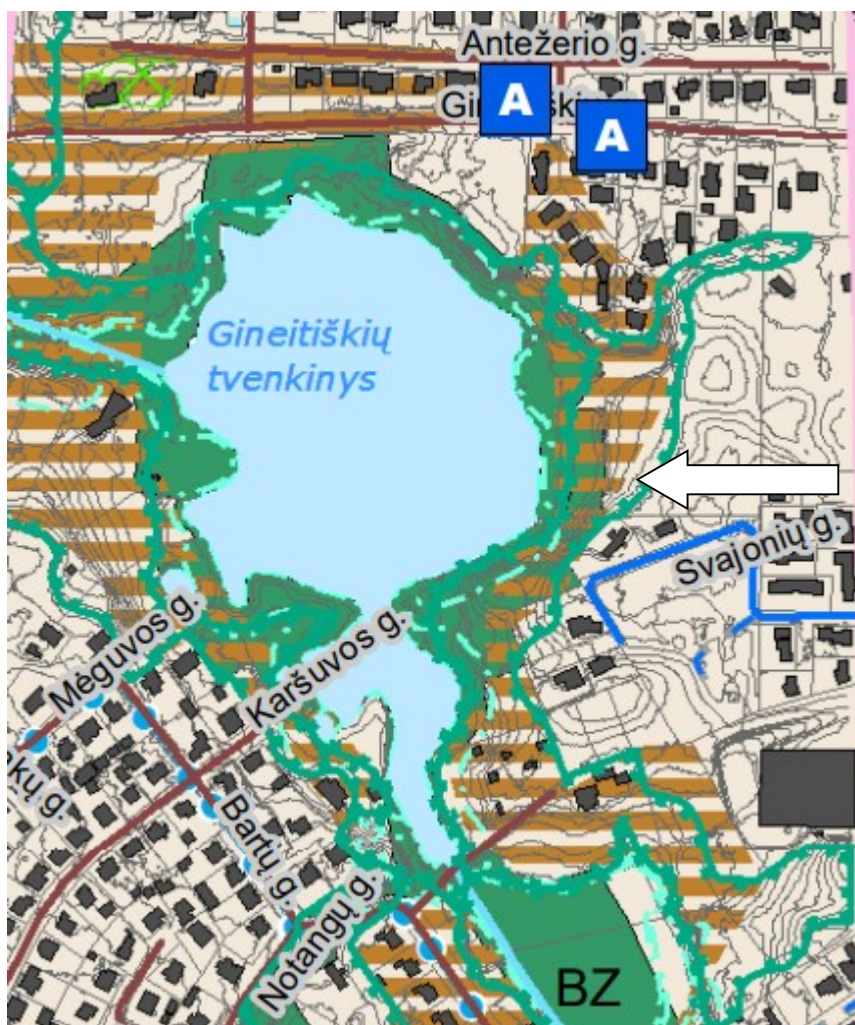 Antežerio g.
A
A
Gineitiškių
tvenkinys
Svajonių g.
Mėguvos g.
Karšuvos g.
Bartų g.
Notangų g.
BZ